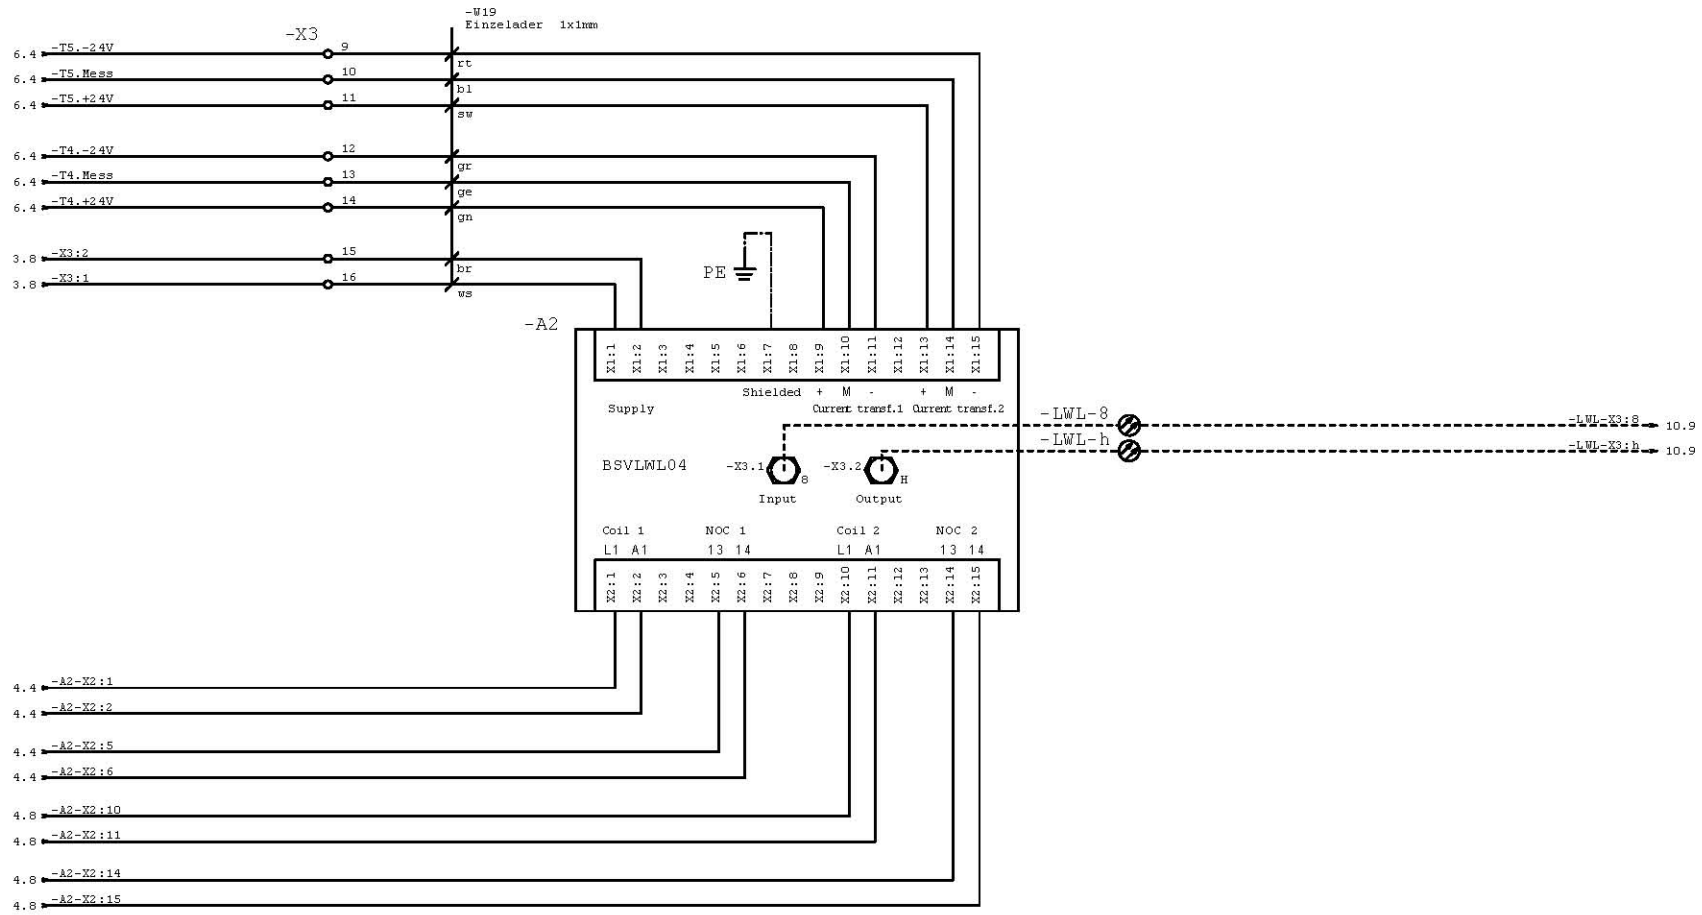 -W19
Einzelader 1x1mm
-X3
6.4 -T5.-24V 9 rt
6.4 -T5.Mess 10 bl
6.4 -T5.+24V 11 sw
6.4 -T4.-24V 12 gr
6.4 -T4.Mess 13 ge
6.4 -T4.+24V 14 gn
3.8 -X3:2 15 br
3.8 -X3:1 16 ws
PE
-A2
X1:1 X1:2 X1:3 X1:4 X1:5 X1:6 X1:7 X1:8 X1:9 X1:10 X1:11 X1:12 X1:13 X1:14 X1:15
Shielded + M - + M -
Supply Current transf.1 Current transf.2
-LWL-8 -LWL-X3:8 10.9
-LWL-h -LWL-X3:h 10.9
BSVLWL04 -X3.1 8 -X3.2 H
Input Output
Coil 1 NOC 1 Coil 2 NOC 2
L1 A1 13 14 L1 A1 13 14
X2:1 X2:2 X2:3 X2:4 X2:5 X2:6 X2:7 X2:8 X2:9 X2:10 X2:11 X2:12 X2:13 X2:14 X2:15
4.4 -A2-X2:1
4.4 -A2-X2:2
4.4 -A2-X2:5
4.4 -A2-X2:6
4.8 -A2-X2:10
4.8 -A2-X2:11
4.8 -A2-X2:14
4.8 -A2-X2:15